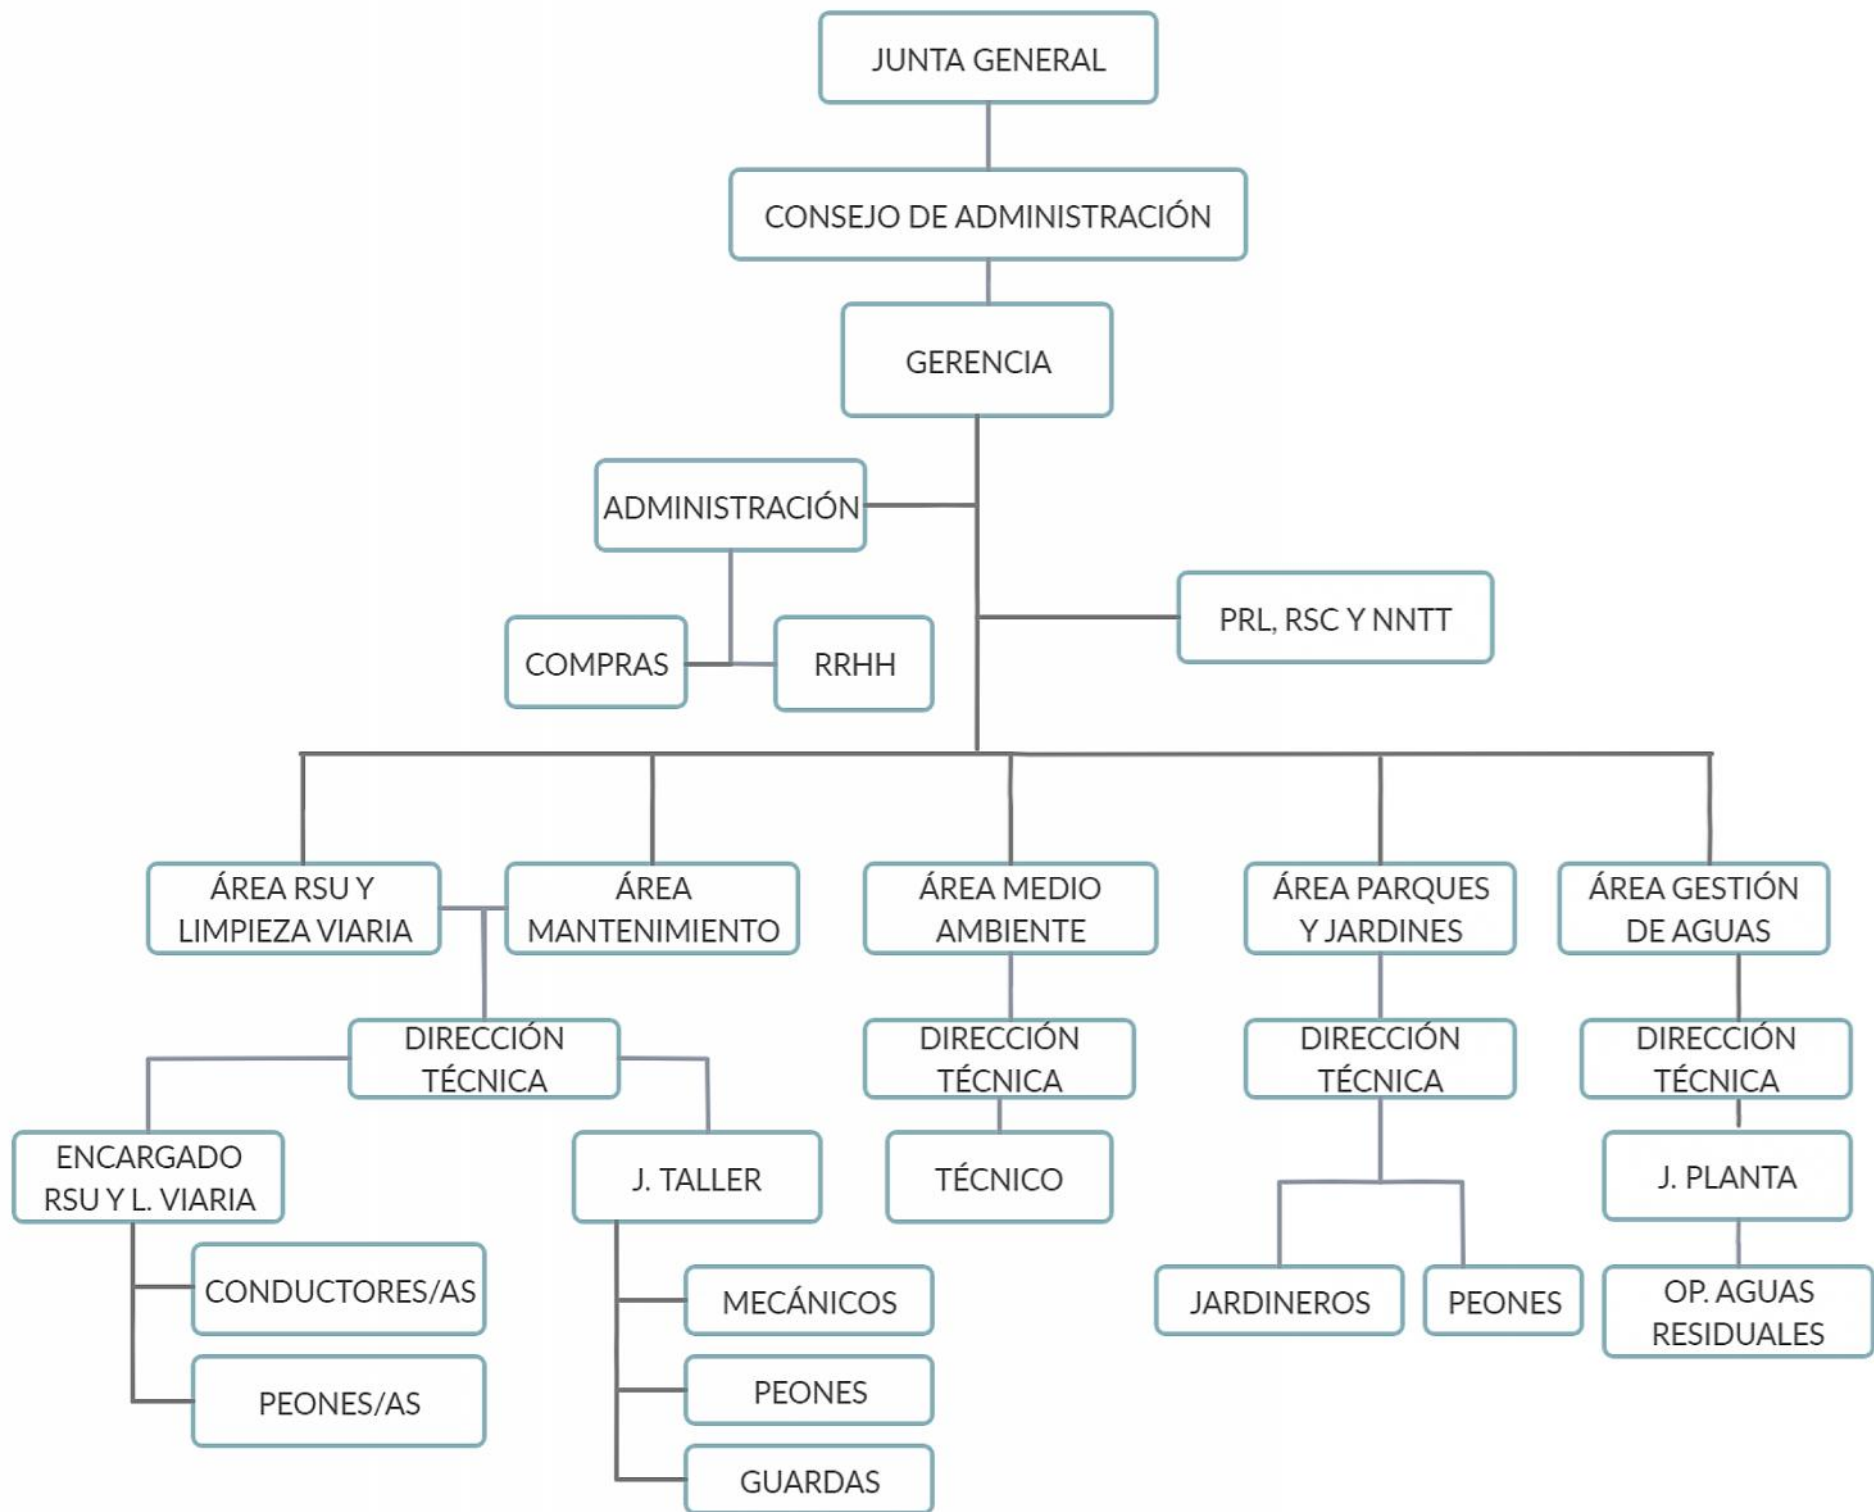 JUNTA GENERAL
CONSEJO DE ADMINISTRACIÓN
GERENCIA
ADMINISTRACIÓN
COMPRAS
RRHH
PRL, RSC Y NNTT
ÁREA RSU Y
LIMPIEZA VIARIA
ÁREA
MANTENIMIENTO
ÁREA MEDIO
AMBIENTE
ÁREA PARQUES
Y JARDINES
ÁREA GESTIÓN
DE AGUAS
DIRECCIÓN
TÉCNICA
DIRECCIÓN
TÉCNICA
DIRECCIÓN
TÉCNICA
DIRECCIÓN
TÉCNICA
ENCARGADO
RSU Y L. VIARIA
J. TALLER
TÉCNICO
J. PLANTA
CONDUCTORES/AS
PEONES/AS
MECÁNICOS
PEONES
GUARDAS
JARDINEROS
PEONES
OP. AGUAS
RESIDUALES